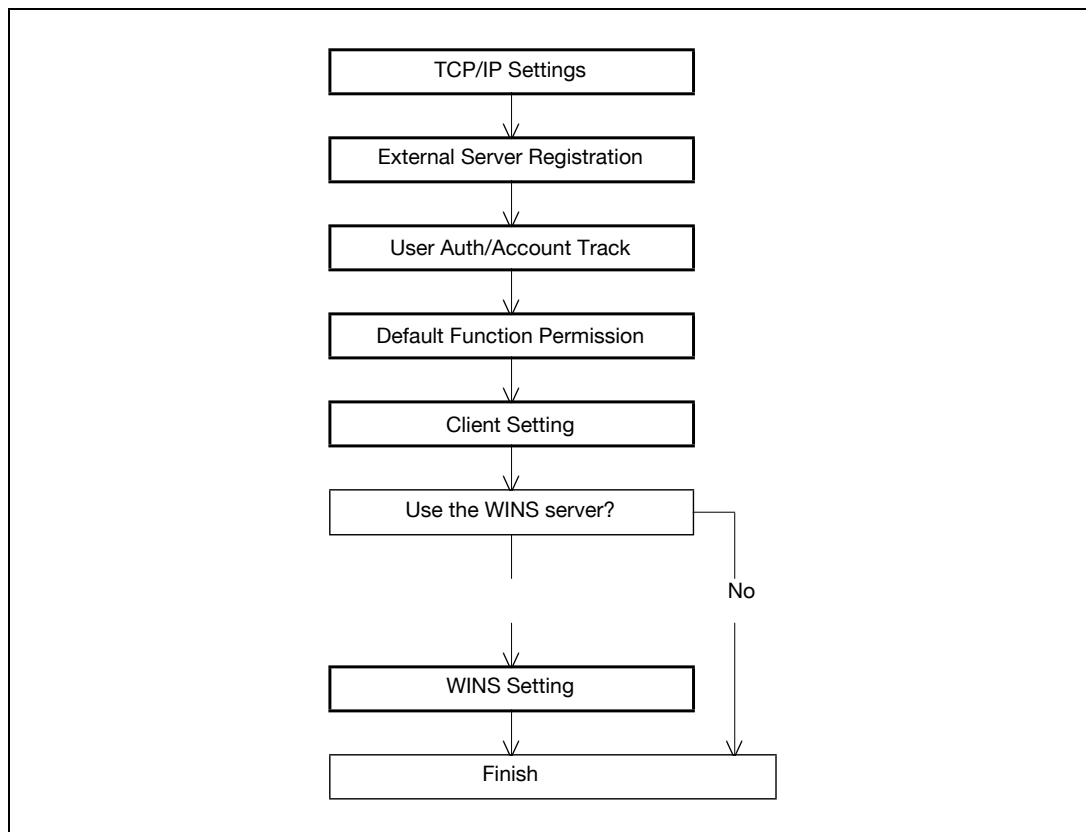 TCP/IP Settings
External Server Registration
User Auth/Account Track
Default Function Permission
Client Setting
Use the WINS server?
No
WINS Setting
Finish